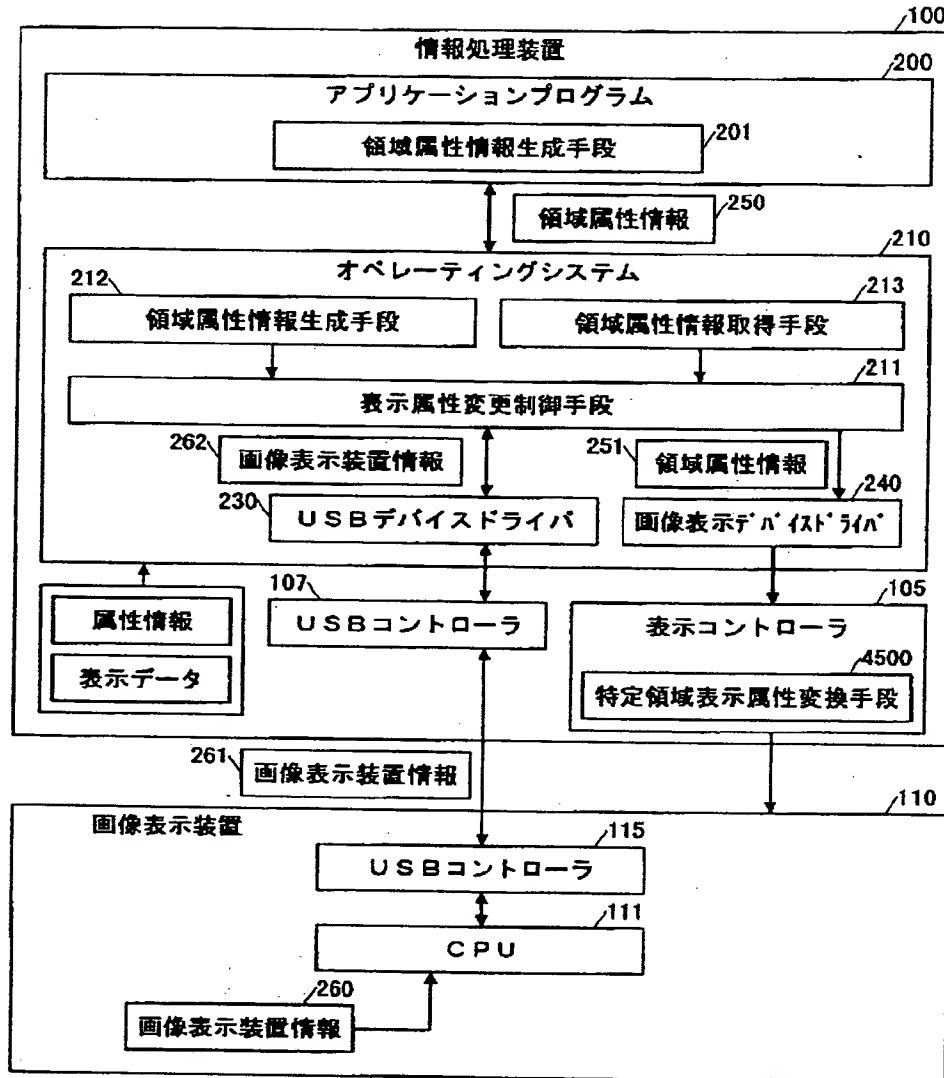 100
情報処理装置
200
アプリケーションプログラム
201
領域属性情報生成手段
250
領域属性情報
210
オペレーティングシステム
212
領域属性情報生成手段
213
領域属性情報取得手段
211
表示属性変更制御手段
262
画像表示装置情報
251
領域属性情報
230
USBデバイスドライバ
240
画像表示デバイスドライバ
属性情報
表示データ
107
USBコントローラ
105
表示コントローラ
4500
特定領域表示属性変換手段
261
画像表示装置情報
110
画像表示装置
115
USBコントローラ
111
CPU
260
画像表示装置情報